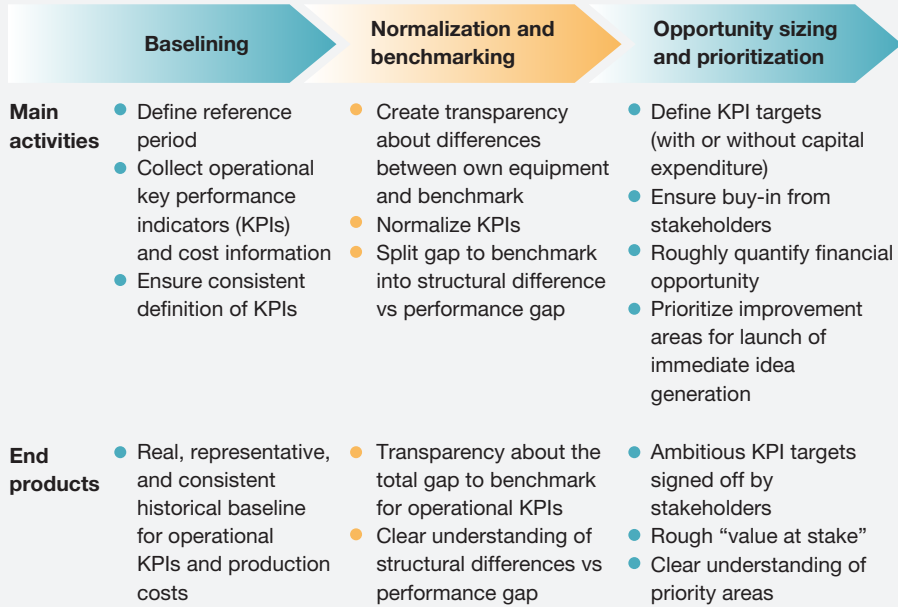 Baselining
Normalization and
benchmarking
Opportunity sizing
and prioritization
Main
activities
Define reference
period
Collect operational
key performance
indicators (KPIs)
and cost information
Ensure consistent
definition of KPIs
Create transparency
about differences
between own equipment
and benchmark
Normalize KPIs
Split gap to benchmark
into structural difference
vs performance gap
Define KPI targets
(with or without capital
expenditure)
Ensure buy-in from
stakeholders
Roughly quantify financial
opportunity
Prioritize improvement
areas for launch of
immediate idea
generation
End
products
Real, representative,
and consistent
historical baseline
for operational
KPIs and production
costs
Transparency about the
total gap to benchmark
for operational KPIs
Clear understanding of
structural differences vs
performance gap
Ambitious KPI targets
signed off by
stakeholders
Rough “value at stake”
Clear understanding of
priority areas